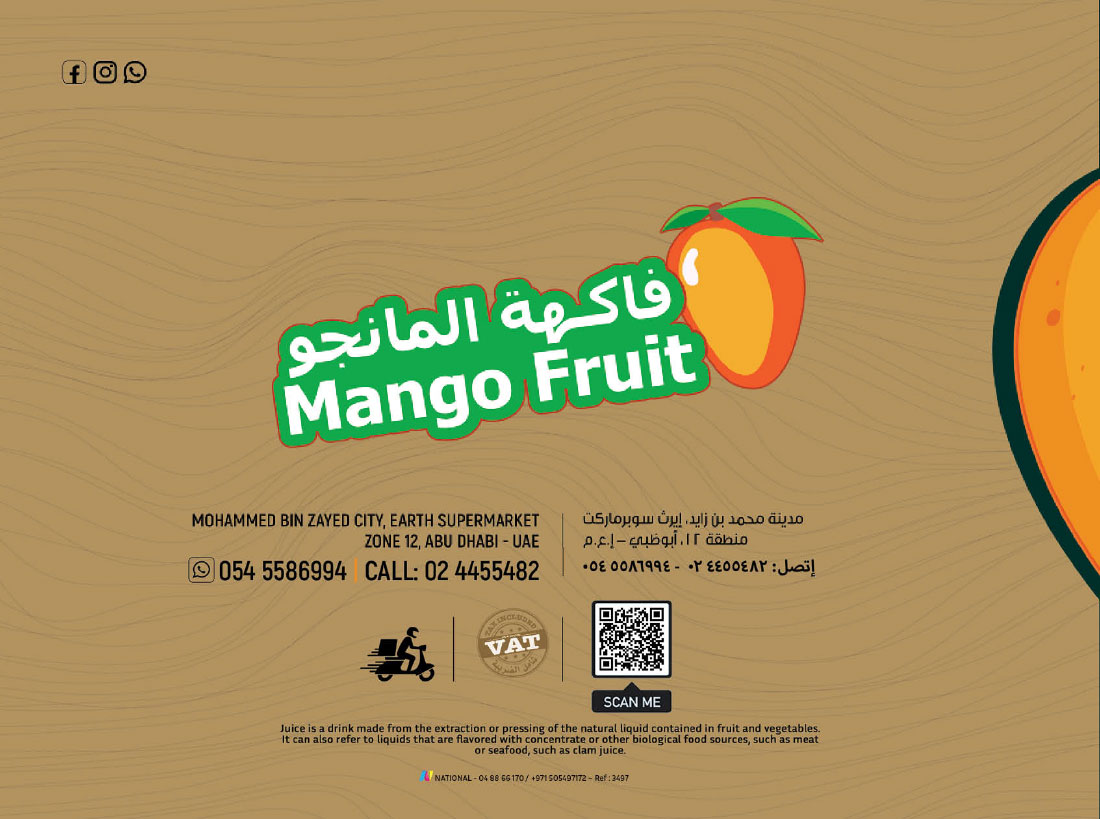 فاكهة المانجو
Mango Fruit
MOHAMMED BIN ZAYED CITY, EARTH SUPERMARKET
ZONE 12, ABU DHABI - UAE
054 5586994 | CALL: 02 4455482
مدينة محمد بن زايد، إيرث سوبرماركت
منطقة ١٢، أبوظبي – إ.ع.م
إتصل: ٤٤٥٥٤٨٢ ٠٢ - ٥٥٨٦٩٩٤ ٠٥٤
TAX INCLUDED
VAT
شامل الضريبة
SCAN ME
Juice is a drink made from the extraction or pressing of the natural liquid contained in fruit and vegetables.
It can also refer to liquids that are flavored with concentrate or other biological food sources, such as meat
or seafood, such as clam juice.
NATIONAL - 04 88 66 170 / +971 505497172 - Ref : 3497